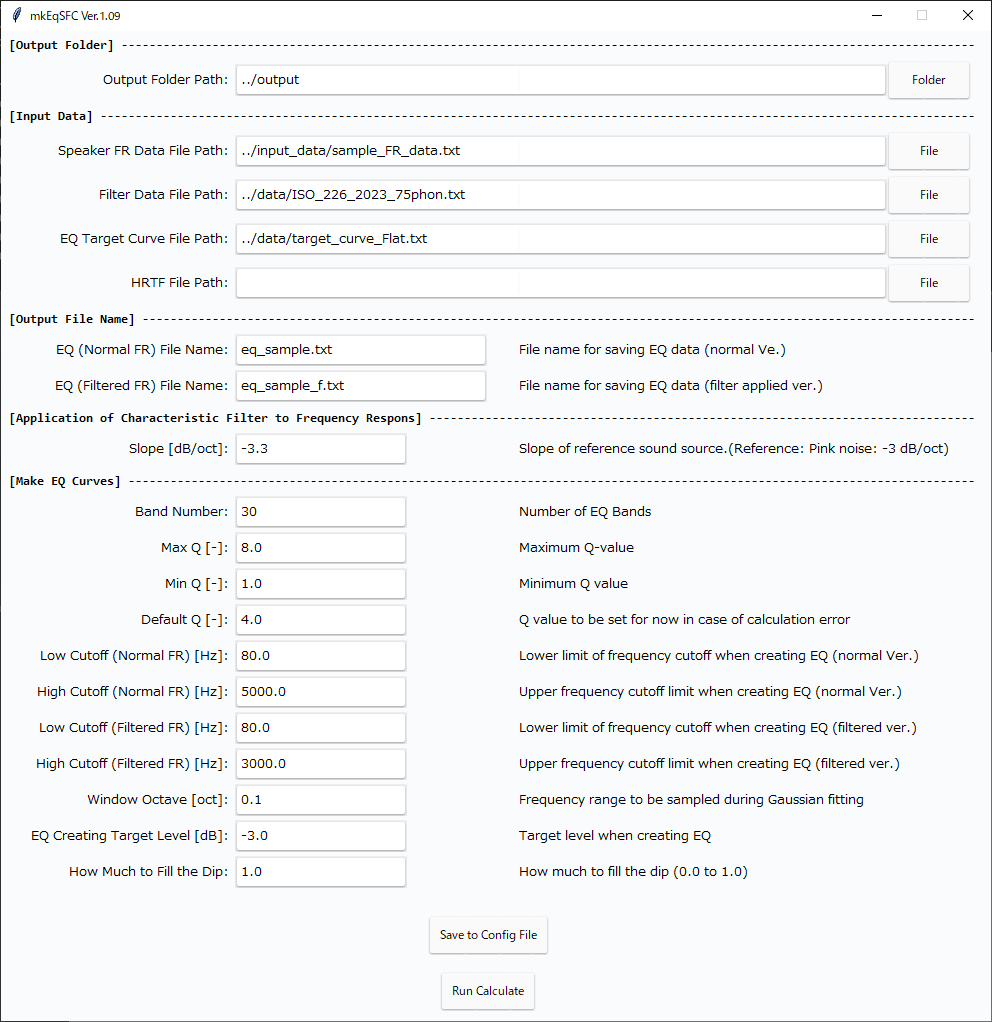 mkEqSFC Ver.1.09
[Output Folder]
Output Folder Path: ../output Folder
[Input Data]
Speaker FR Data File Path: ../input_data/sample_FR_data.txt File
Filter Data File Path: ../data/ISO_226_2023_75phon.txt File
EQ Target Curve File Path: ../data/target_curve_Flat.txt File
HRTF File Path: File
[Output File Name]
EQ (Normal FR) File Name: eq_sample.txt File name for saving EQ data (normal Ve.)
EQ (Filtered FR) File Name: eq_sample_f.txt File name for saving EQ data (filter applied ver.)
[Application of Characteristic Filter to Frequency Respons]
Slope [dB/oct]: -3.3 Slope of reference sound source.(Reference: Pink noise: -3 dB/oct)
[Make EQ Curves]
Band Number: 30 Number of EQ Bands
Max Q [-]: 8.0 Maximum Q-value
Min Q [-]: 1.0 Minimum Q value
Default Q [-]: 4.0 Q value to be set for now in case of calculation error
Low Cutoff (Normal FR) [Hz]: 80.0 Lower limit of frequency cutoff when creating EQ (normal Ver.)
High Cutoff (Normal FR) [Hz]: 5000.0 Upper frequency cutoff limit when creating EQ (normal Ver.)
Low Cutoff (Filtered FR) [Hz]: 80.0 Lower limit of frequency cutoff when creating EQ (filtered ver.)
High Cutoff (Filtered FR) [Hz]: 3000.0 Upper frequency cutoff limit when creating EQ (filtered ver.)
Window Octave [oct]: 0.1 Frequency range to be sampled during Gaussian fitting
EQ Creating Target Level [dB]: -3.0 Target level when creating EQ
How Much to Fill the Dip: 1.0 How much to fill the dip (0.0 to 1.0)
Save to Config File
Run Calculate